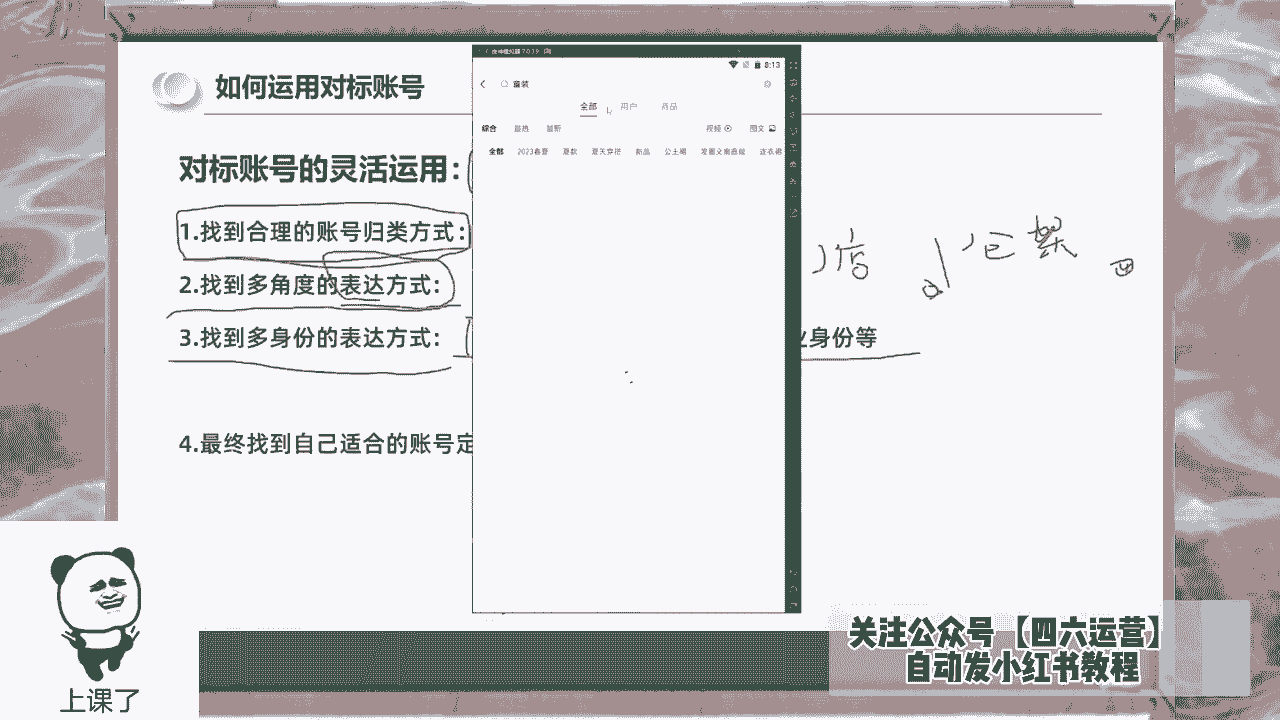 如何运用对标账号
对标账号的灵活运用：
1.找到合理的账号归类方式：
2.找到多角度的表达方式：
3.找到多身份的表达方式：
业身份等
4.最终找到自己适合的账号定
8:13
童装
全部 用户 商品
综合 最热 最新 视频 图文
全部 2023春夏 夏款 夏天穿搭 新品 公主裙 发圈文案高级 连衣裙
上课了
关注公众号【四六运营】
自动发小红书教程